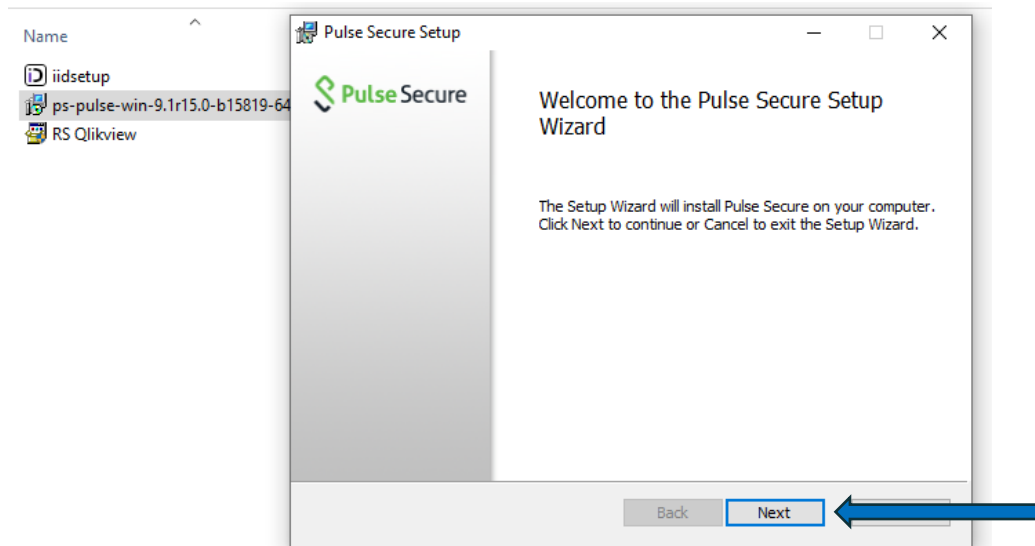 Name
iidsetup
ps-pulse-win-9.1r15.0-b15819-64
RS Qlikview
Pulse Secure Setup
Pulse Secure
Welcome to the Pulse Secure Setup
Wizard
The Setup Wizard will install Pulse Secure on your computer.
Click Next to continue or Cancel to exit the Setup Wizard.
Back
Next